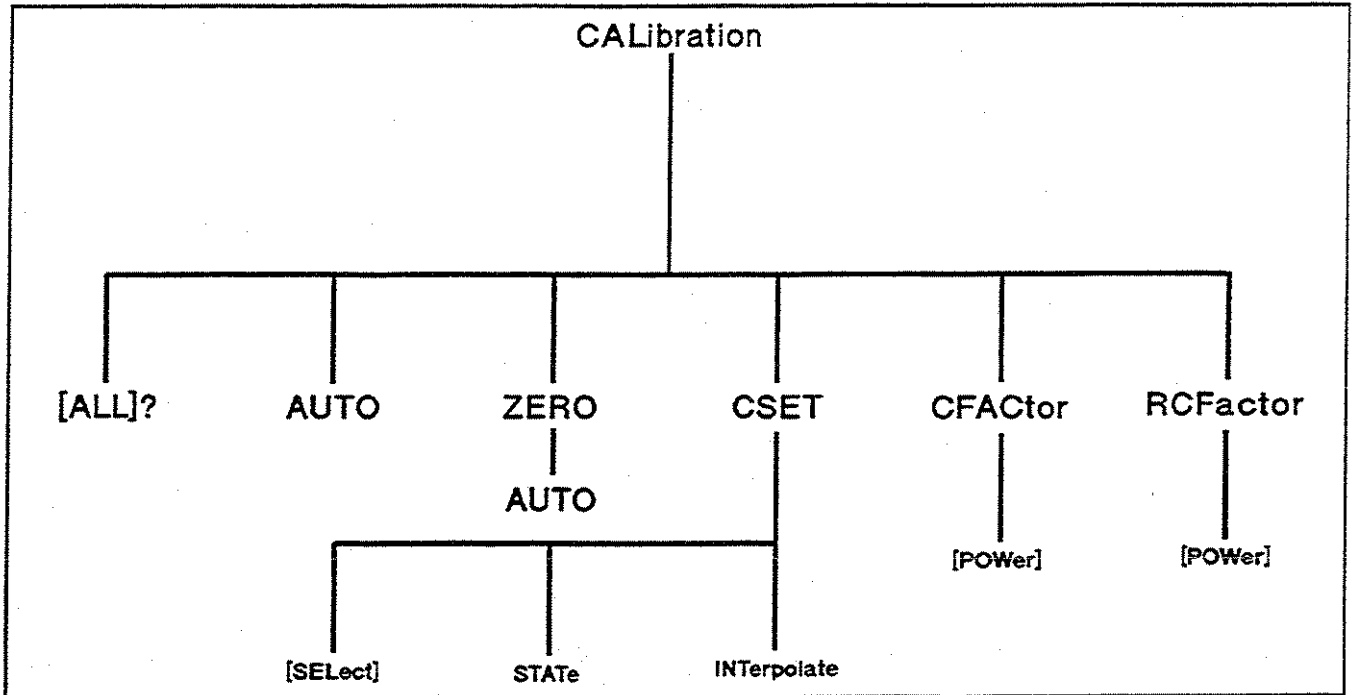 CALibration
[ALL]? AUTO ZERO CSET CFACtor RCFactor
AUTO
[POWer] [POWer]
[SELect] STATe INTerpolate